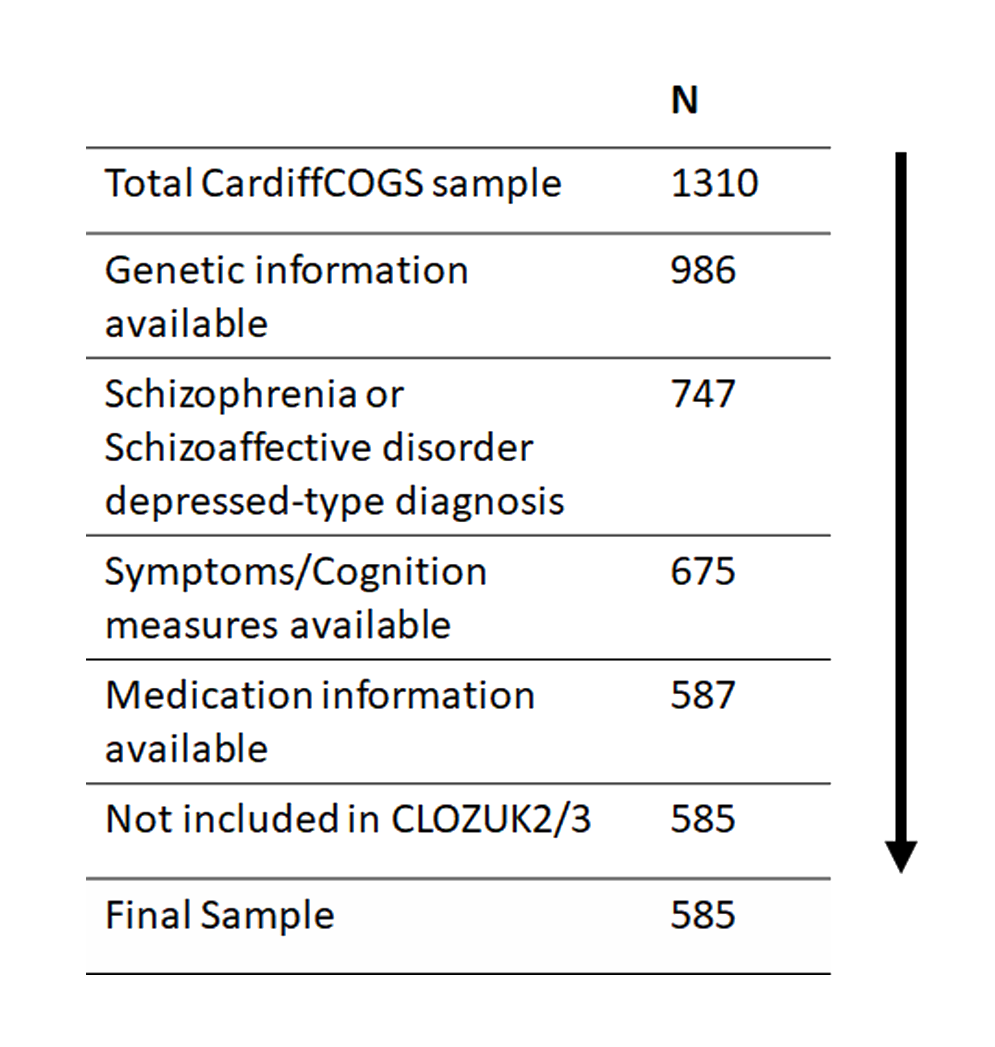 N
Total CardiffCOGS sample 1310
Genetic information 986
available
Schizophrenia or 747
Schizoaffective disorder
depressed-type diagnosis
Symptoms/Cognition 675
measures available
Medication information 587
available
Not included in CLOZUK2/3 585
Final Sample 585